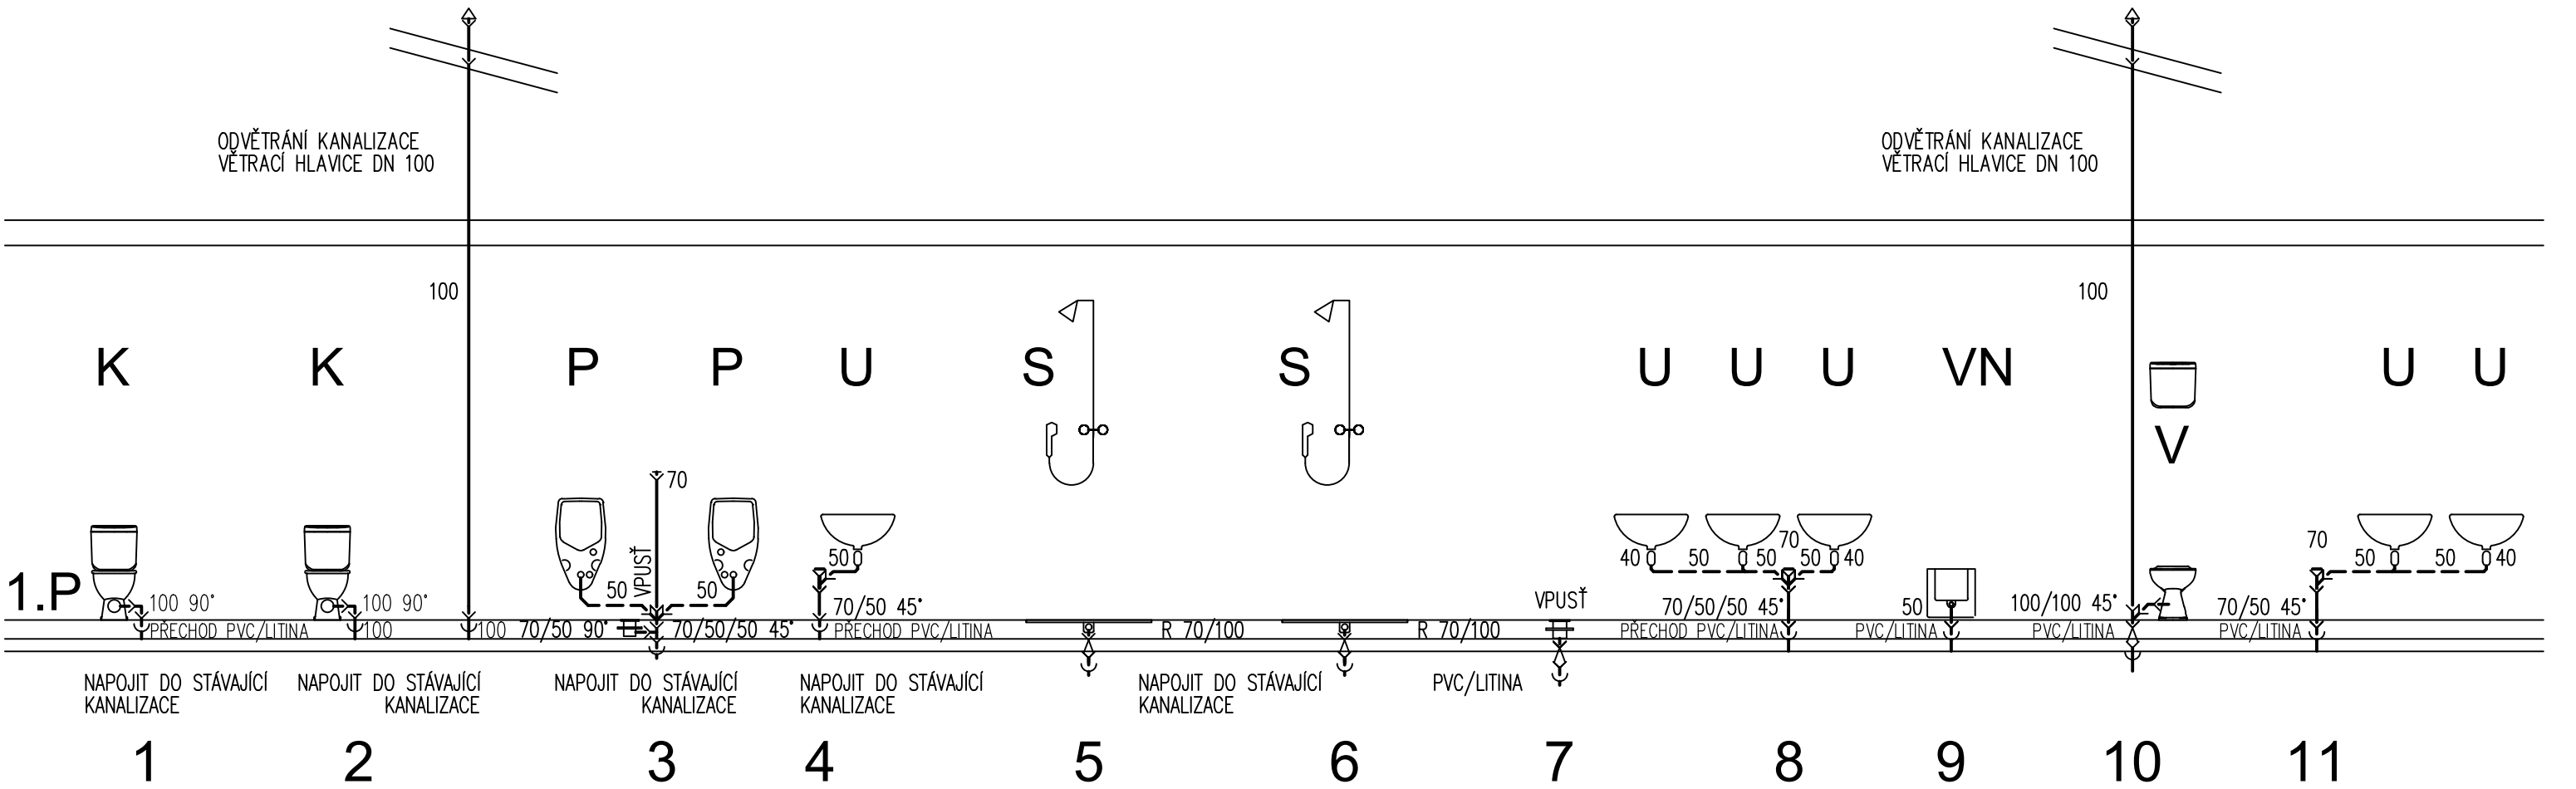 ODVĚTRÁNÍ KANALIZACE
VĚTRACÍ HLAVICE DN 100
ODVĚTRÁNÍ KANALIZACE
VĚTRACÍ HLAVICE DN 100
100
100
K
K
P
P
U
S
S
U
U
U
VN
V
U
U
70
VPUSŤ
50
50
50
40
50
50
70
50
40
70
50
50
40
1.P
100 90°
100 90°
70/50 45°
VPUSŤ
70/50/50 45°
50
100/100 45°
70/50 45°
PŘECHOD PVC/LITINA
100
100
70/50 90°
70/50/50 45°
PŘECHOD PVC/LITINA
R 70/100
R 70/100
PŘECHOD PVC/LITINA
PVC/LITINA
PVC/LITINA
PVC/LITINA
NAPOJIT DO STÁVAJÍCÍ
KANALIZACE
NAPOJIT DO STÁVAJÍCÍ
KANALIZACE
NAPOJIT DO STÁVAJÍCÍ
KANALIZACE
NAPOJIT DO STÁVAJÍCÍ
KANALIZACE
NAPOJIT DO STÁVAJÍCÍ
KANALIZACE
PVC/LITINA
1
2
3
4
5
6
7
8
9
10
11